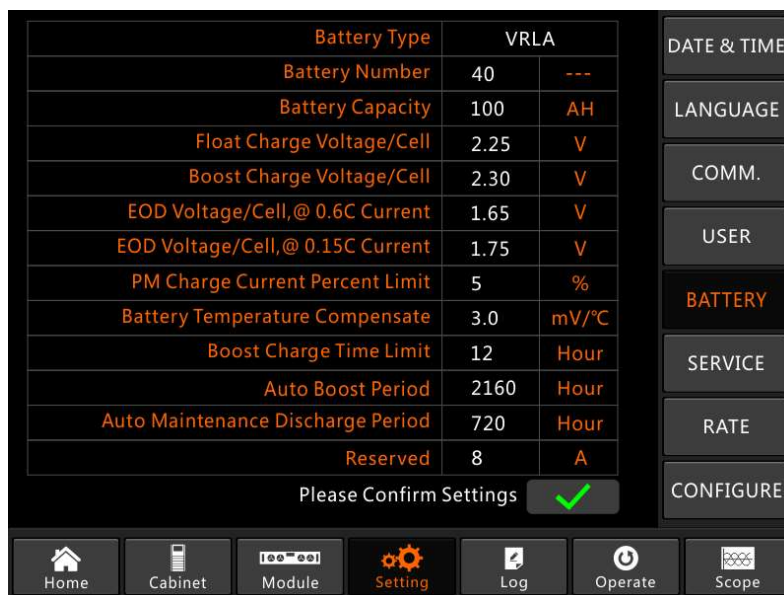 Battery Type VRLA
Battery Number 40 ---
Battery Capacity 100 AH
Float Charge Voltage/Cell 2.25 V
Boost Charge Voltage/Cell 2.30 V
EOD Voltage/Cell,@ 0.6C Current 1.65 V
EOD Voltage/Cell,@ 0.15C Current 1.75 V
PM Charge Current Percent Limit 5 %
Battery Temperature Compensate 3.0 mV/℃
Boost Charge Time Limit 12 Hour
Auto Boost Period 2160 Hour
Auto Maintenance Discharge Period 720 Hour
Reserved 8 A
Please Confirm Settings
DATE & TIME
LANGUAGE
COMM.
USER
BATTERY
SERVICE
RATE
CONFIGURE
Home Cabinet Module Setting Log Operate Scope